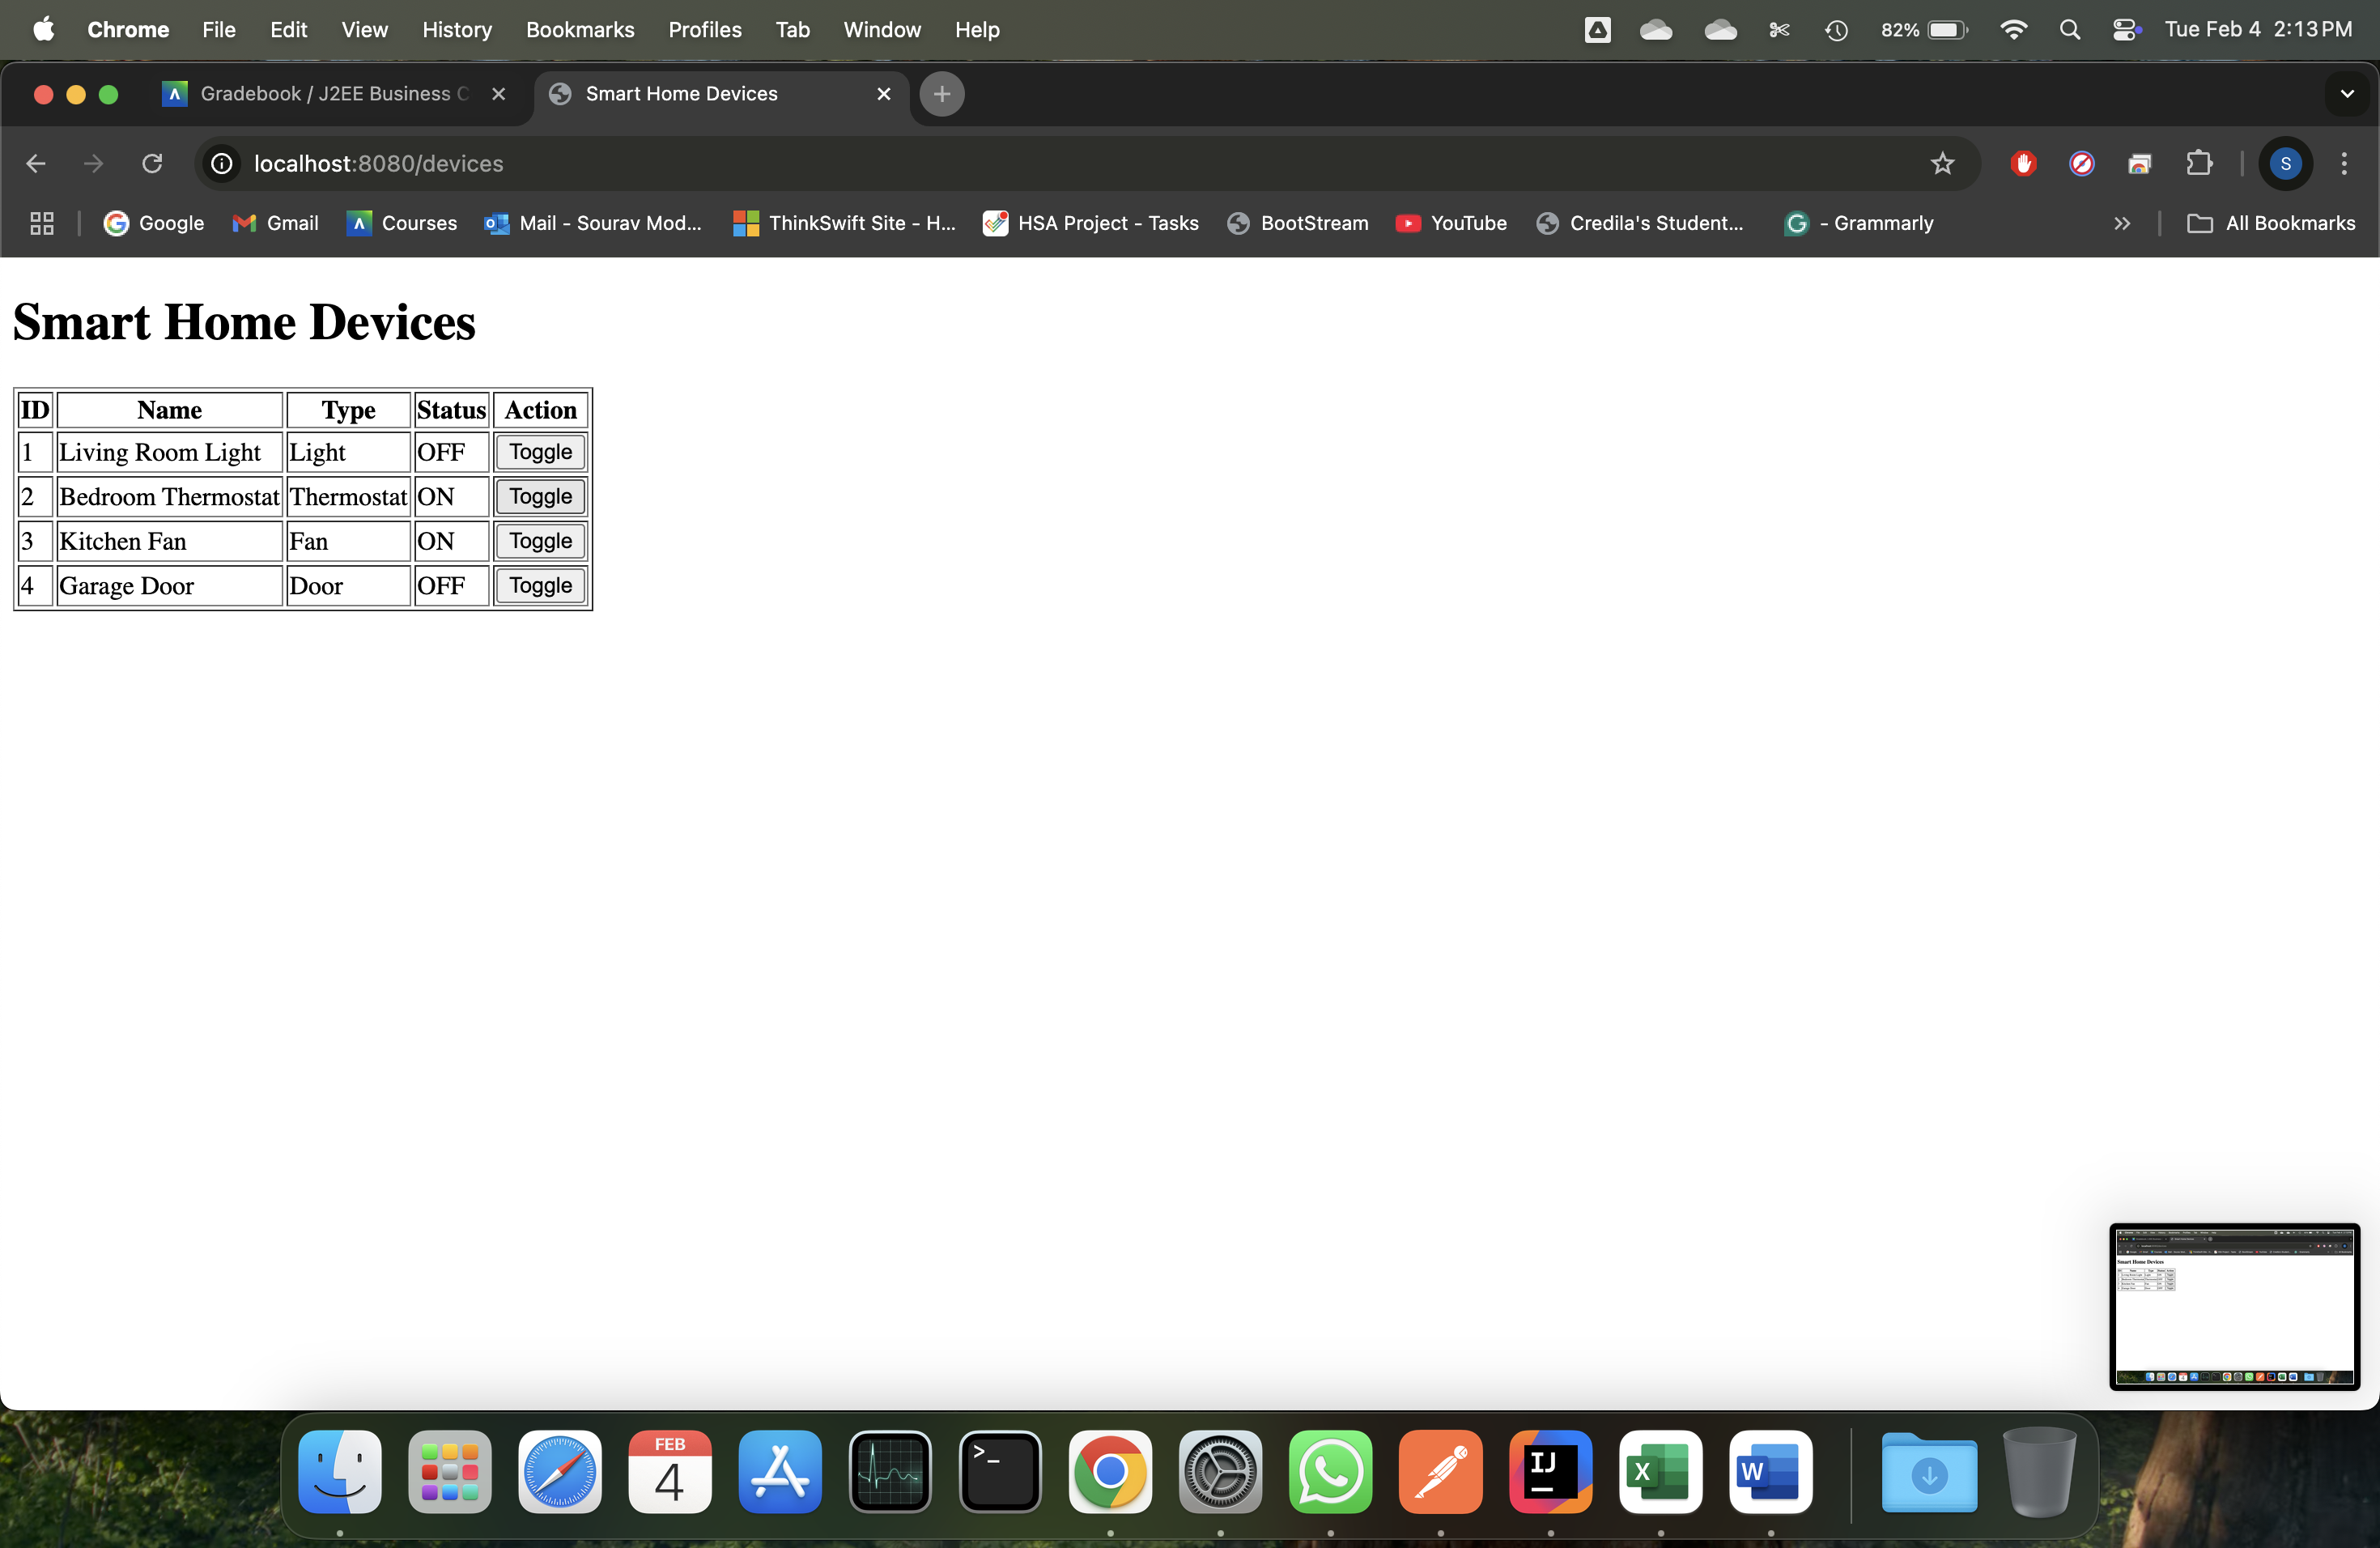 Chrome File Edit View History Bookmarks Profiles Tab Window Help 82% Tue Feb 4 2:13 PM
Gradebook / J2EE Business C Smart Home Devices
localhost:8080/devices S
Google Gmail Courses Mail - Sourav Mod... ThinkSwift Site - H... HSA Project - Tasks BootStream YouTube Credila's Student... - Grammarly All Bookmarks
Smart Home Devices
ID Name Type Status Action
1 Living Room Light Light OFF Toggle
2 Bedroom Thermostat Thermostat ON Toggle
3 Kitchen Fan Fan ON Toggle
4 Garage Door Door OFF Toggle
Smart Home Devices
FEB
4
>_
IJ
X
W